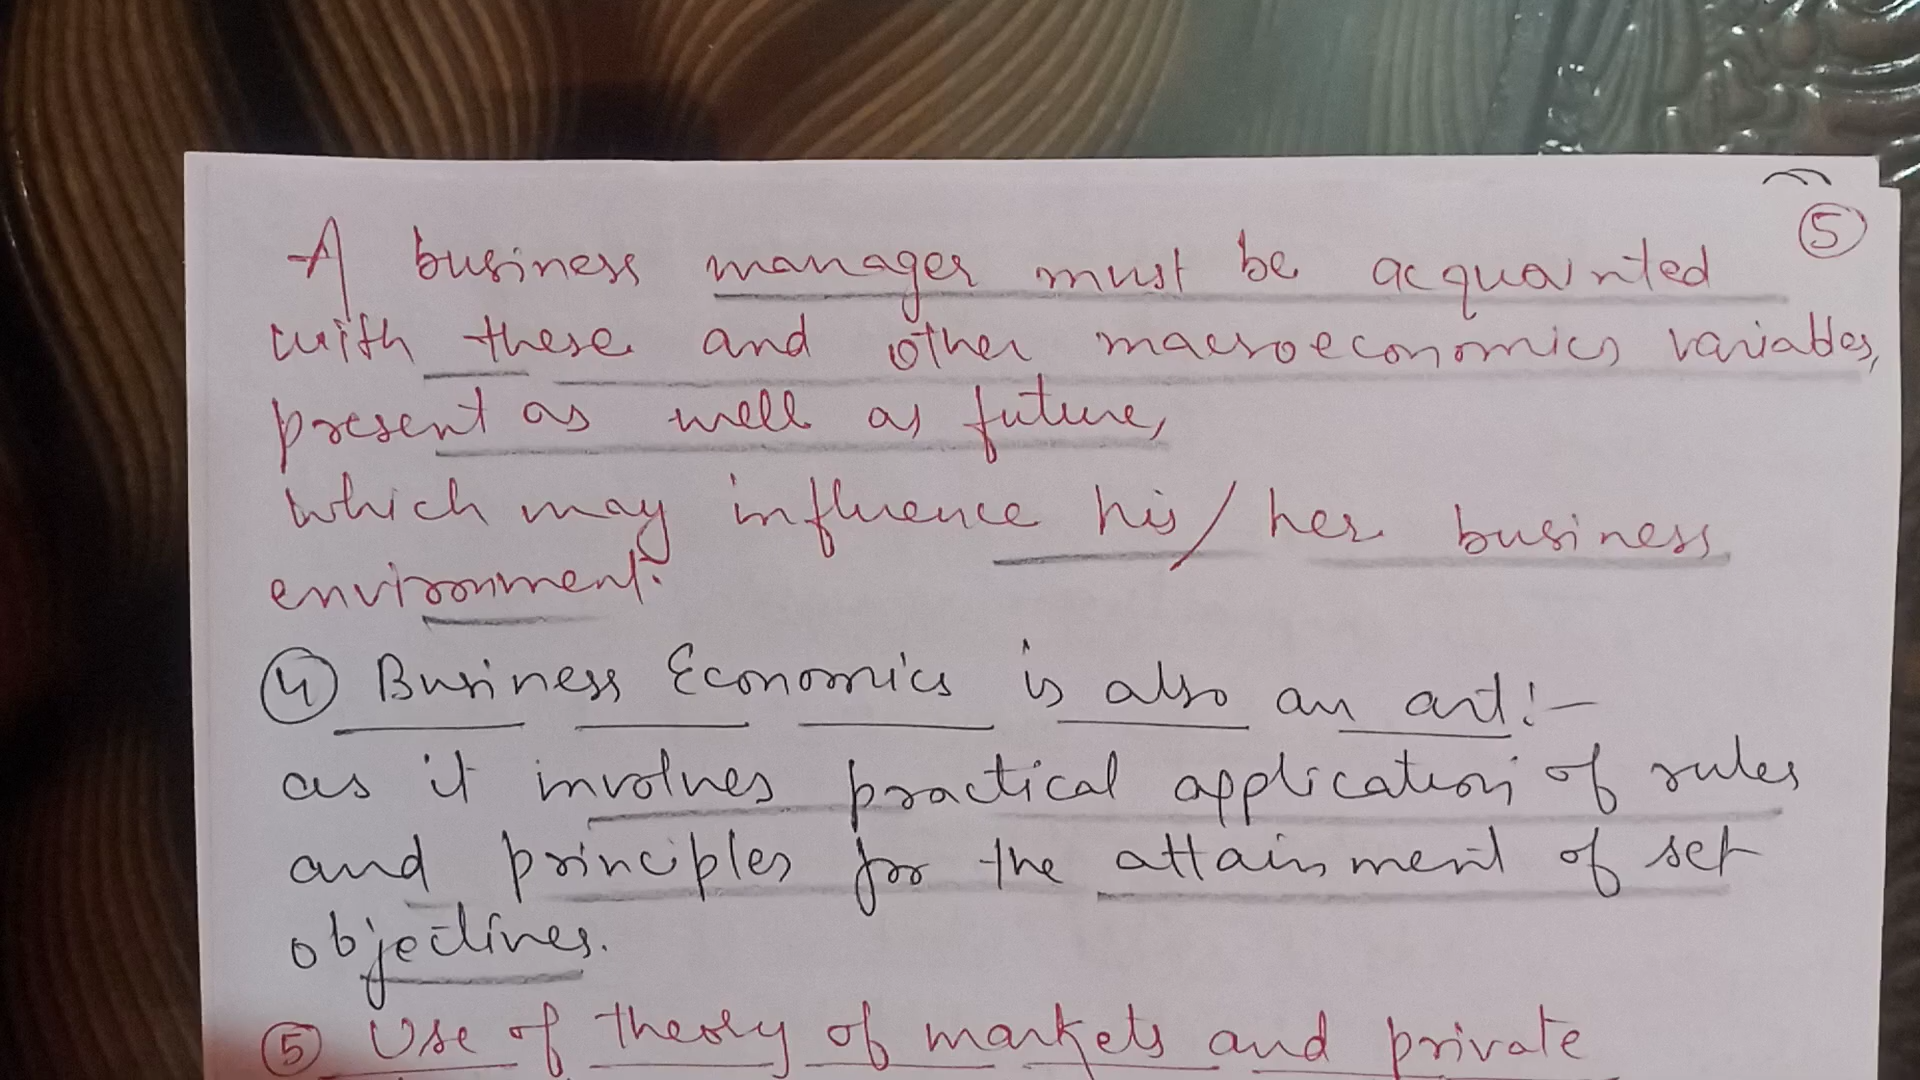 5
A business manager must be acquainted
with these and other macroeconomics variables,
present as well as future,
which may influence his/her business
environment.
4 Business Economics is also an art:-
as it involves practical application of rules
and principles for the attainment of set
objectives.
5 Use of theory of markets and private